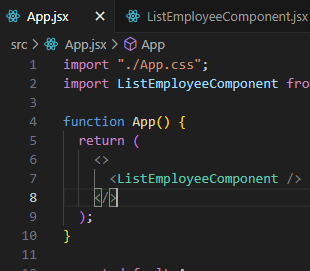 App.jsx × ListEmployeeComponent.jsx
src > App.jsx > App
1 import "./App.css";
2 import ListEmployeeComponent fro
3
4 function App() {
5 return (
6 <>
7 <ListEmployeeComponent />
8 </>
9 );
10 }
11